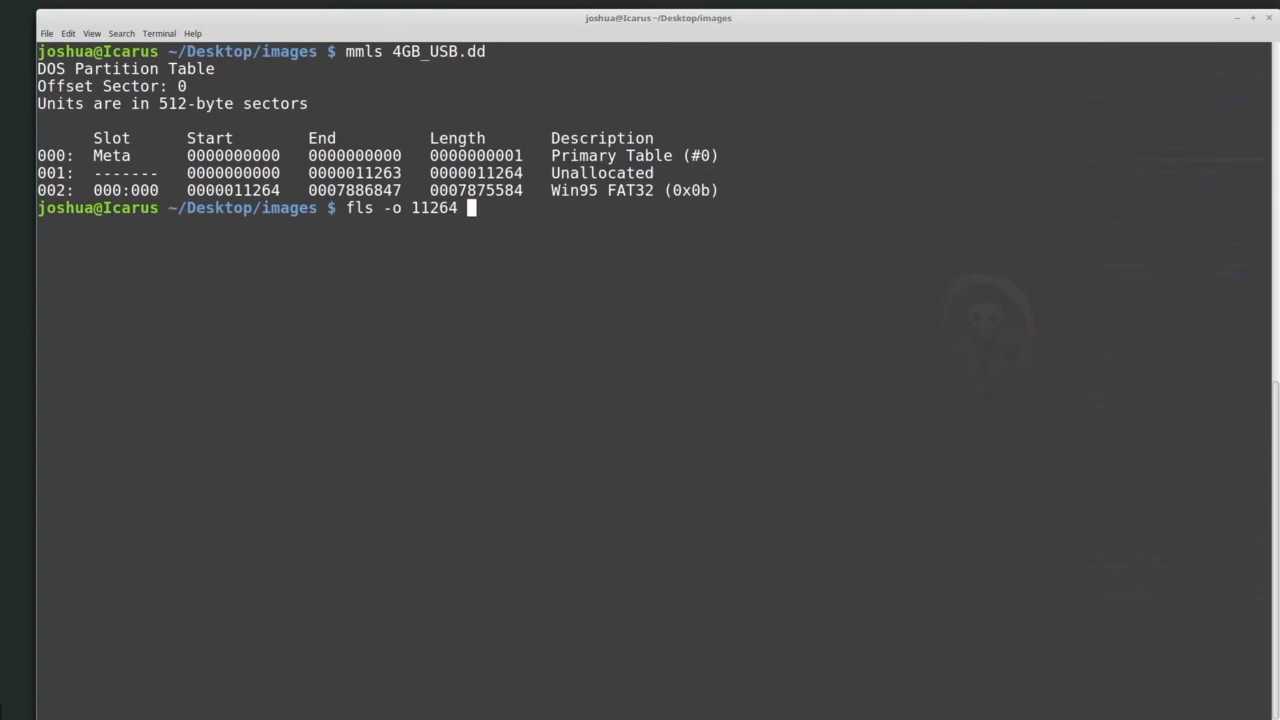 joshua@Icarus ~/Desktop/images
File Edit View Search Terminal Help
joshua@Icarus ~/Desktop/images $ mmls 4GB_USB.dd
DOS Partition Table
Offset Sector: 0
Units are in 512-byte sectors
Slot Start End Length Description
000: Meta 0000000000 0000000000 0000000001 Primary Table (#0)
001: ------- 0000000000 0000011263 0000011264 Unallocated
002: 000:000 0000011264 0007886847 0007875584 Win95 FAT32 (0x0b)
joshua@Icarus ~/Desktop/images $ fls -o 11264